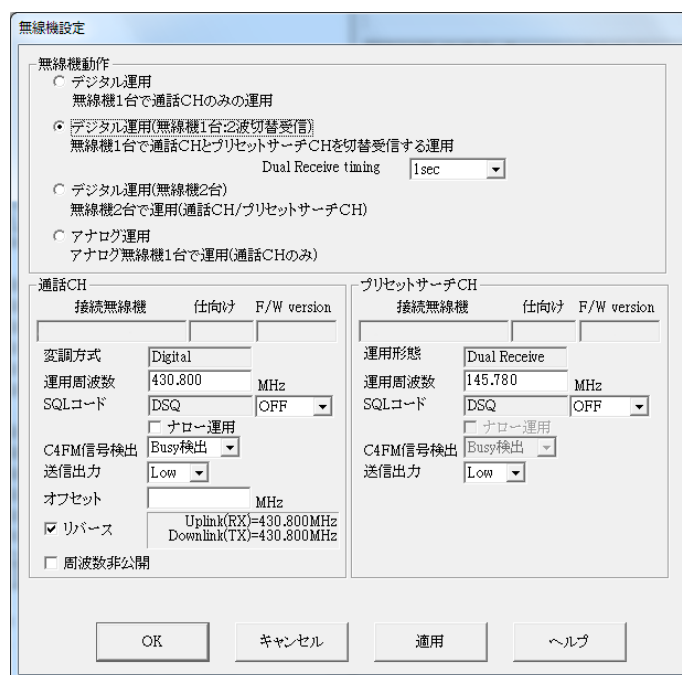 無線機設定
無線機動作
デジタル運用
無線機1台で通話CHのみの運用
デジタル運用(無線機1台:2波切替受信)
無線機1台で通話CHとプリセットサーチCHを切替受信する運用
Dual Receive timing 1sec
デジタル運用(無線機2台)
無線機2台で運用(通話CH/プリセットサーチCH)
アナログ運用
アナログ無線機1台で運用(通話CHのみ)
通話CH
接続無線機 仕向け F/W version
変調方式 Digital
運用周波数 430.800 MHz
SQLコード DSQ OFF
ナロー運用
C4FM信号検出 Busy検出
送信出力 Low
オフセット MHz
リバース Uplink(RX)=430.800MHz
Downlink(TX)=430.800MHz
周波数非公開
プリセットサーチCH
接続無線機 仕向け F/W version
運用形態 Dual Receive
運用周波数 145.780 MHz
SQLコード DSQ OFF
ナロー運用
C4FM信号検出 Busy検出
送信出力 Low
OK キャンセル 適用 ヘルプ